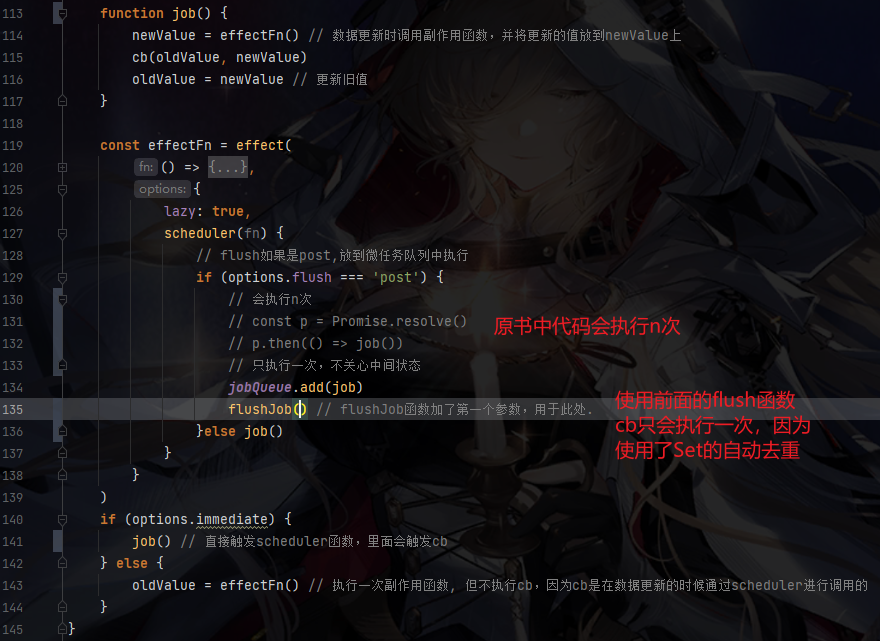 113 function job() {
114 newValue = effectFn() // 数据更新时调用副作用函数，并将更新的值放到newValue上
115 cb(oldValue, newValue)
116 oldValue = newValue // 更新旧值
117 }
118
119 const effectFn = effect(
120 fn: () => {...},
125 options: {
126 lazy: true,
127 scheduler(fn) {
128 // flush如果是post,放到微任务队列中执行
129 if (options.flush === 'post') {
130 // 会执行n次
131 // const p = Promise.resolve()
原书中代码会执行n次
132 // p.then(() => job())
133 // 只执行一次，不关心中间状态
134 jobQueue.add(job)
135 flushJob() // flushJob函数加了第一个参数，用于此处.
使用前面的flush函数
cb只会执行一次，因为
使用了Set的自动去重
136 }else job()
137 }
138 }
139 )
140 if (options.immediate) {
141 job() // 直接触发scheduler函数，里面会触发cb
142 } else {
143 oldValue = effectFn() // 执行一次副作用函数, 但不执行cb，因为cb是在数据更新的时候通过scheduler进行调用的
144 }
145 }